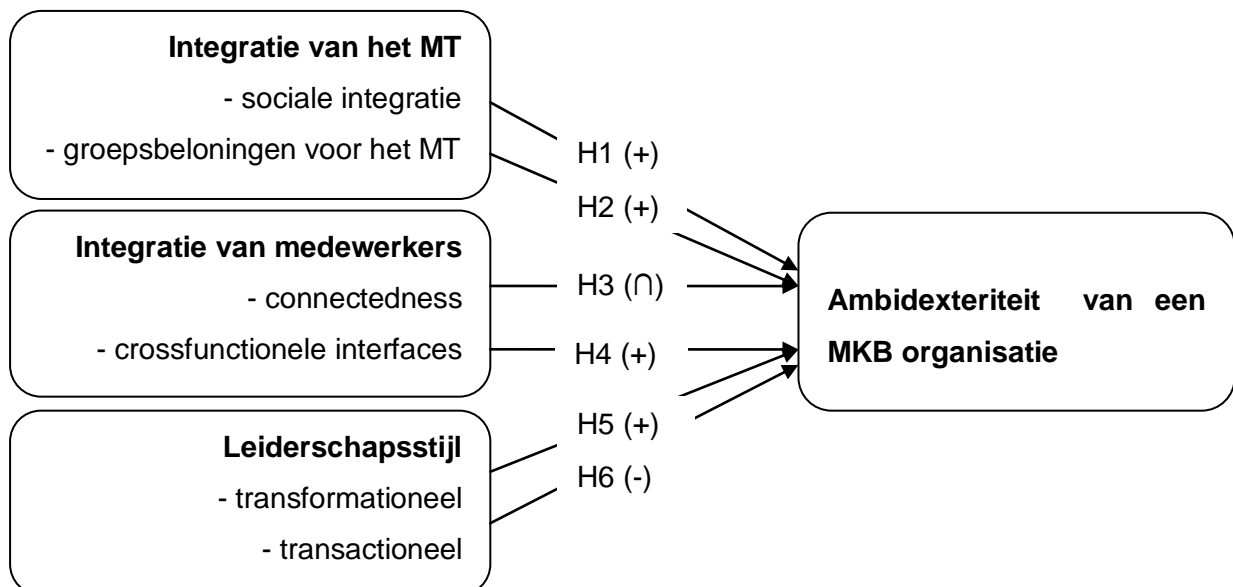 Integratie van het MT
- sociale integratie
- groepsbeloningen voor het MT
Integratie van medewerkers
- connectedness
- crossfunctionele interfaces
Leiderschapsstijl
- transformationeel
- transactioneel
H1 (+)
H2 (+)
H3 (∩)
H4 (+)
H5 (+)
H6 (-)
Ambidexteriteit van een
MKB organisatie